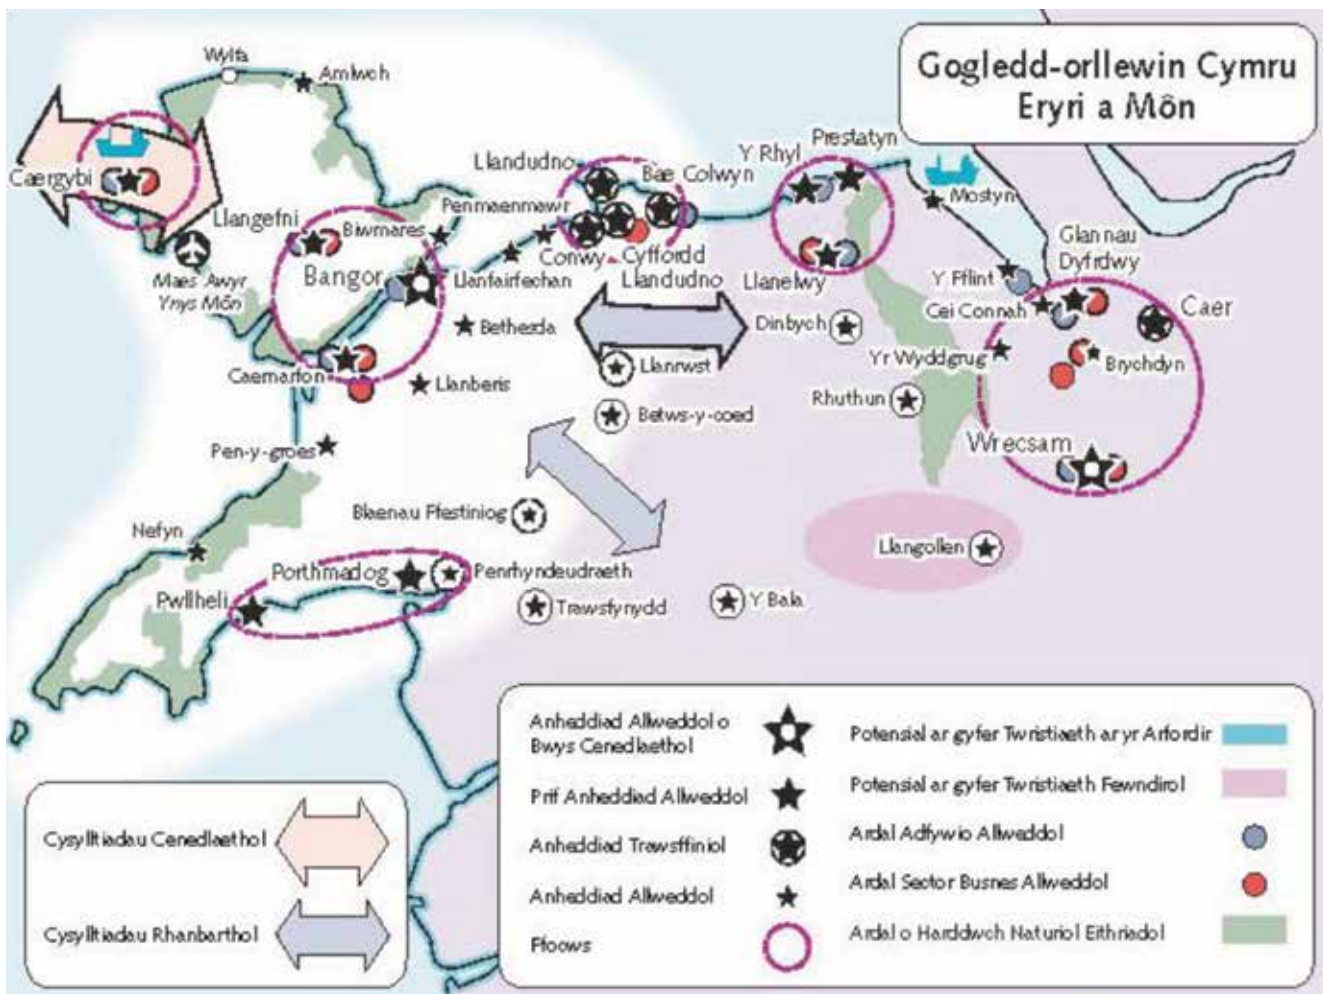 Gogledd-orllewin Cymru
Eryri a Môn
Wylfa
Amlwch
Caergybi
Llangefni
Maes Awyr
Ynys Môn
Biwmares
Bangor
Penmaenmawr
Llandudno
Bae Colwyn
Conwy
Cyffordd
Llandudno
Llanfairfechan
Bethesda
Caernarfon
Llanberis
Pen-y-groes
Y Rhyl
Prestatyn
Mostyn
Llanelwy
Dinbych
Llanrwst
Betws-y-coed
Rhuthun
Y Fflint
Glannau
Dyfrdwy
Cei Connah
Caer
Yr Wyddgrug
Brychdyn
Wrecsam
Blaenau Ffestiniog
Nefyn
Porthmadog
Penrhyndeudraeth
Pwllheli
Trawsfynydd
Y Bala
Llangollen
Cysylltiadau Cenedlaethol
Cysylltiadau Rhanbarthol
Anheddiad Allweddol o
Bwys Cenedlaethol
Prif Anheddiad Allweddol
Anheddiad Trawsffiniol
Anheddiad Allweddol
Ffocws
Potensial ar gyfer Twristiaeth ar yr Arfordir
Potensial ar gyfer Twristiaeth Fewndirol
Ardal Adfywio Allweddol
Ardal Sector Busnes Allweddol
Ardal o Harddwch Naturiol Eithriadol